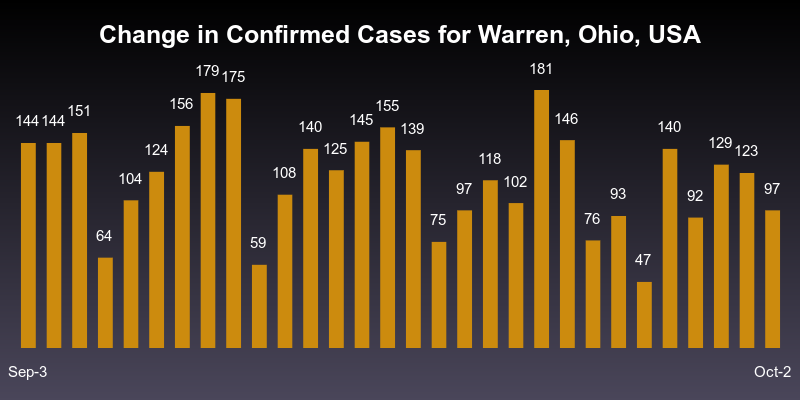 Change in Confirmed Cases for Warren, Ohio, USA
144 144 151 64 104 124 156 179 175 59 108 140 125 145 155 139 75 97 118 102 181 146 76 93 47 140 92 129 123 97
Sep-3 Oct-2